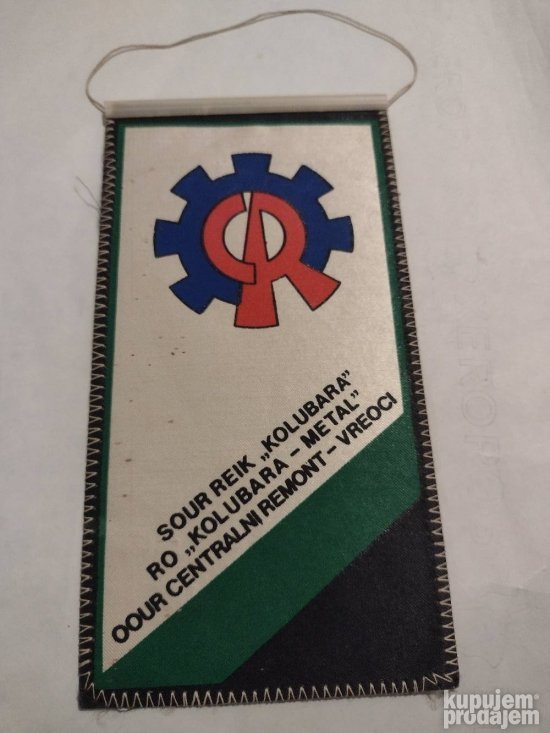 SOUR REIK „KOLUBARA”
RO „KOLUBARA – METAL”
OOUR CENTRALNI REMONT – VREOCI
kupujem
prodajem